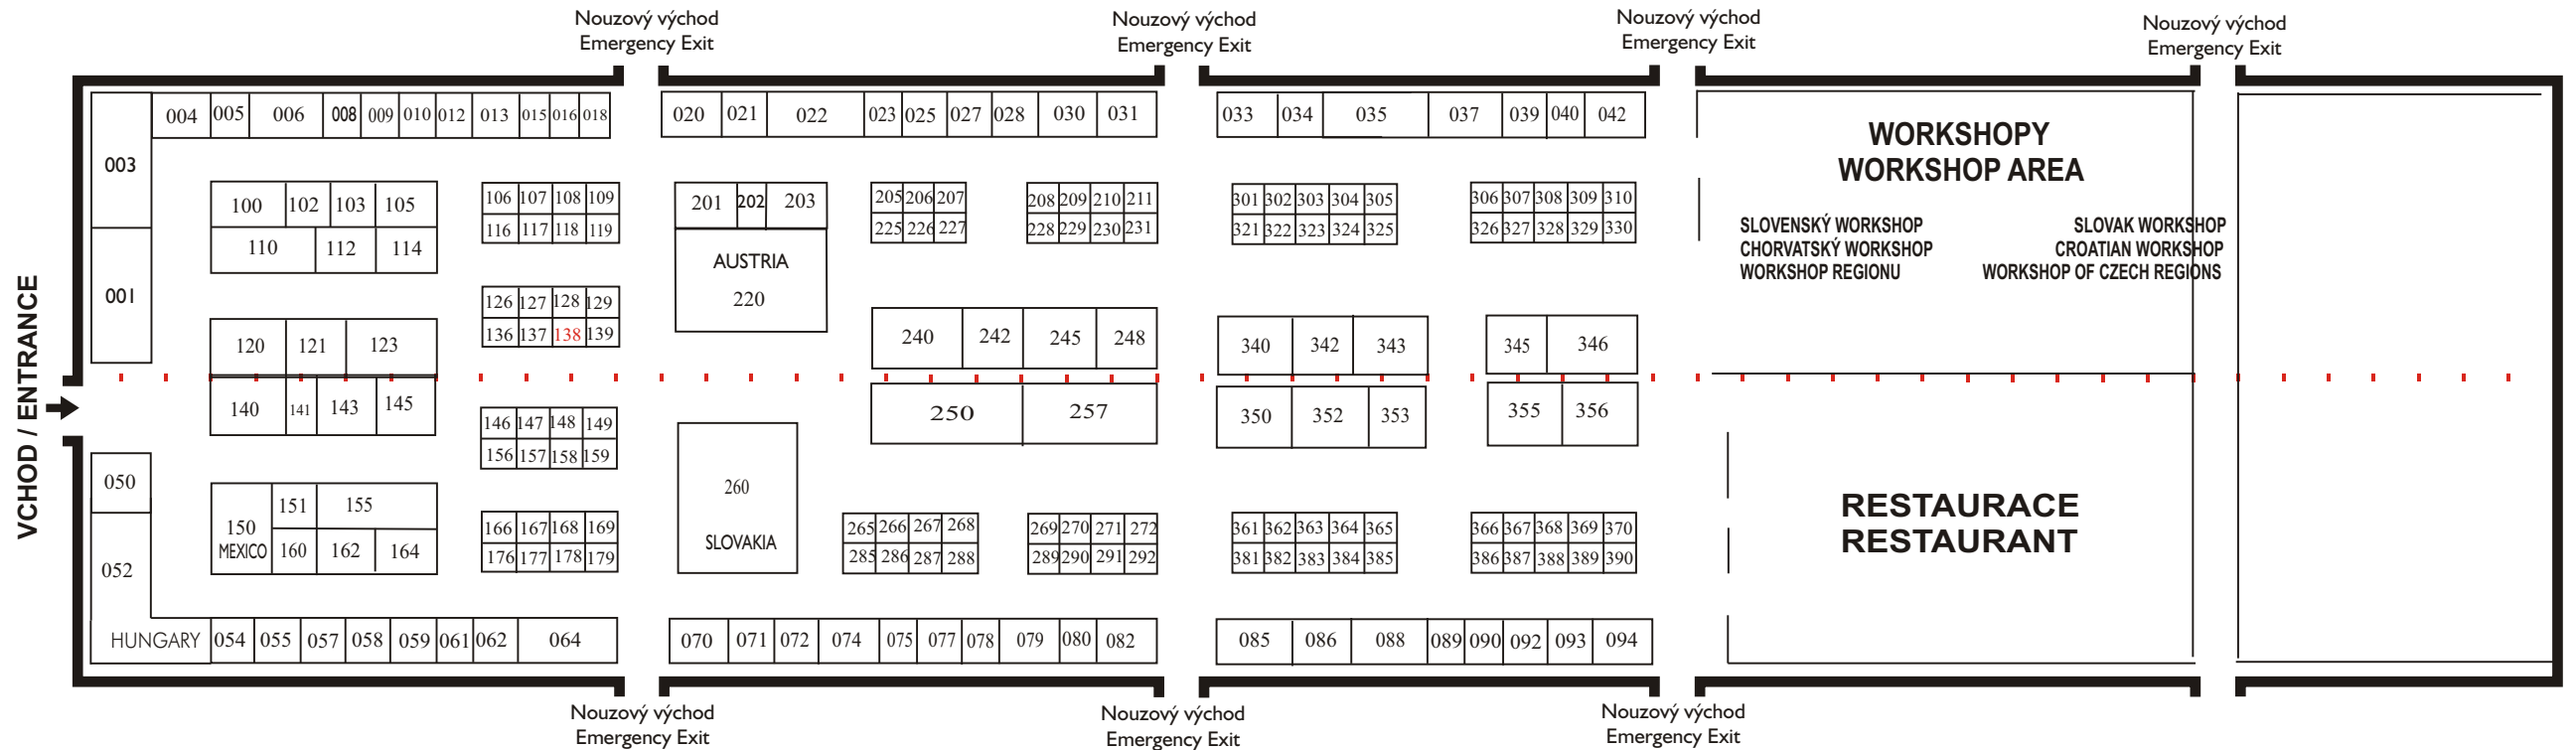 Nouzový východ
Emergency Exit
Nouzový východ
Emergency Exit
Nouzový východ
Emergency Exit
Nouzový východ
Emergency Exit
004 005 006 008 009 010 012 013 015 016 018
020 021 022 023 025 027 028 030 031
033 034 035 037 039 040 042
003
001
100 102 103 105
110 112 114
106 107 108 109
116 117 118 119
201 202 203
AUSTRIA
220
205 206 207
225 226 227
208 209 210 211
228 229 230 231
301 302 303 304 305
321 322 323 324 325
306 307 308 309 310
326 327 328 329 330
WORKSHOPY
WORKSHOP AREA
SLOVENSKÝ WORKSHOP SLOVAK WORKSHOP
CHORVATSKÝ WORKSHOP CROATIAN WORKSHOP
WORKSHOP REGIONU WORKSHOP OF CZECH REGIONS
VCHOD / ENTRANCE
126 127 128 129
136 137 138 139
120 121 123
140 141 143 145
240 242 245 248
250 257
340 342 343
350 352 353
345 346
355 356
146 147 148 149
156 157 158 159
050
052
HUNGARY
150
MEXICO
151 155
160 162 164
166 167 168 169
176 177 178 179
260
SLOVAKIA
265 266 267 268
285 286 287 288
269 270 271 272
289 290 291 292
361 362 363 364 365
381 382 383 384 385
366 367 368 369 370
386 387 388 389 390
RESTAURACE
RESTAURANT
054 055 057 058 059 061 062 064
070 071 072 074 075 077 078 079 080 082
085 086 088 089 090 092 093 094
Nouzový východ
Emergency Exit
Nouzový východ
Emergency Exit
Nouzový východ
Emergency Exit